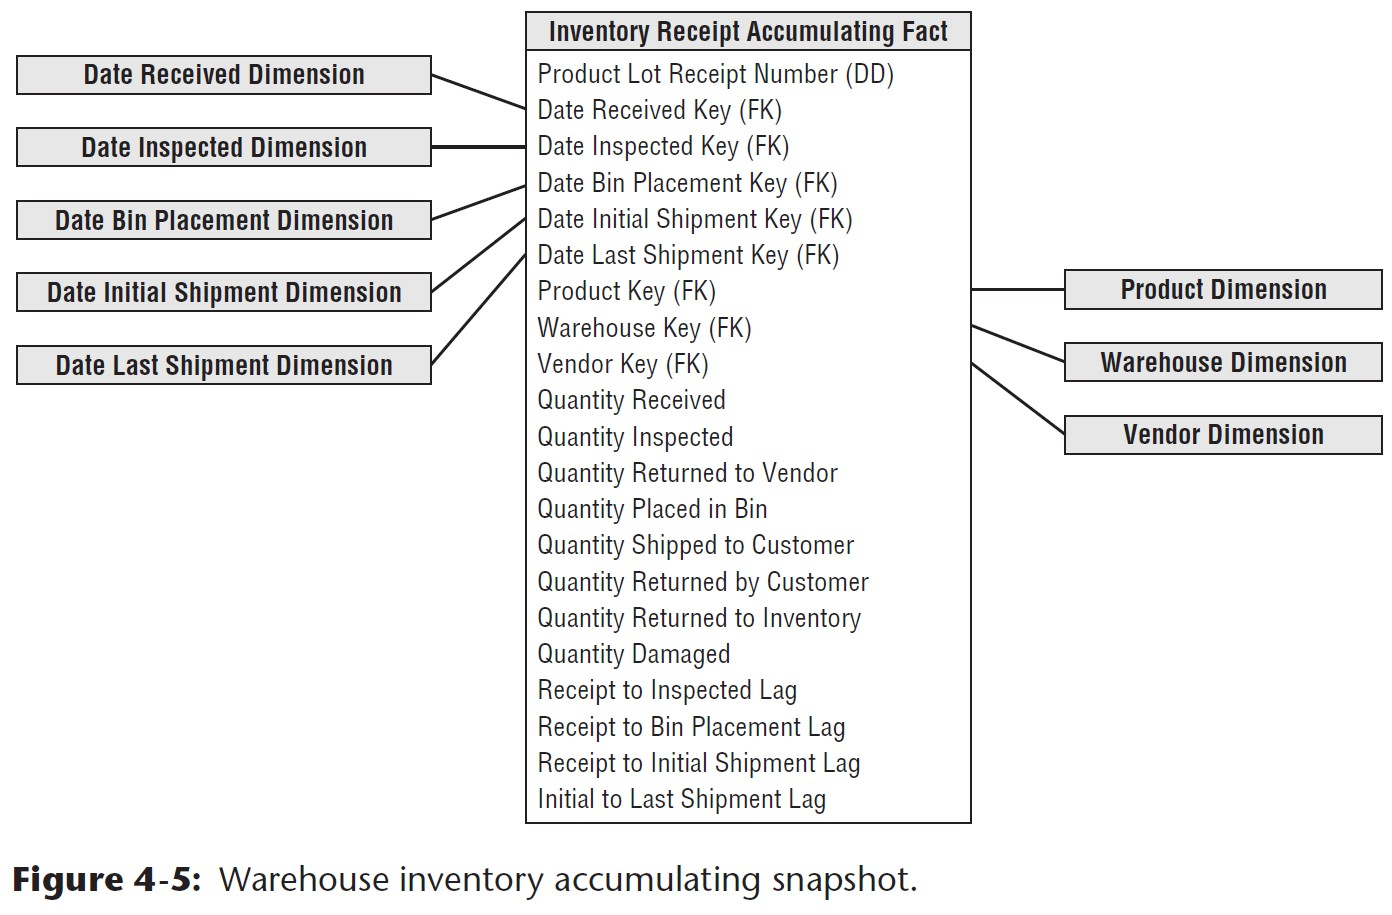 Inventory Receipt Accumulating Fact
Date Received Dimension
Date Inspected Dimension
Date Bin Placement Dimension
Date Initial Shipment Dimension
Date Last Shipment Dimension
Product Lot Receipt Number (DD)
Date Received Key (FK)
Date Inspected Key (FK)
Date Bin Placement Key (FK)
Date Initial Shipment Key (FK)
Date Last Shipment Key (FK)
Product Key (FK)
Warehouse Key (FK)
Vendor Key (FK)
Quantity Received
Quantity Inspected
Quantity Returned to Vendor
Quantity Placed in Bin
Quantity Shipped to Customer
Quantity Returned by Customer
Quantity Returned to Inventory
Quantity Damaged
Receipt to Inspected Lag
Receipt to Bin Placement Lag
Receipt to Initial Shipment Lag
Initial to Last Shipment Lag
Product Dimension
Warehouse Dimension
Vendor Dimension
Figure 4-5: Warehouse inventory accumulating snapshot.